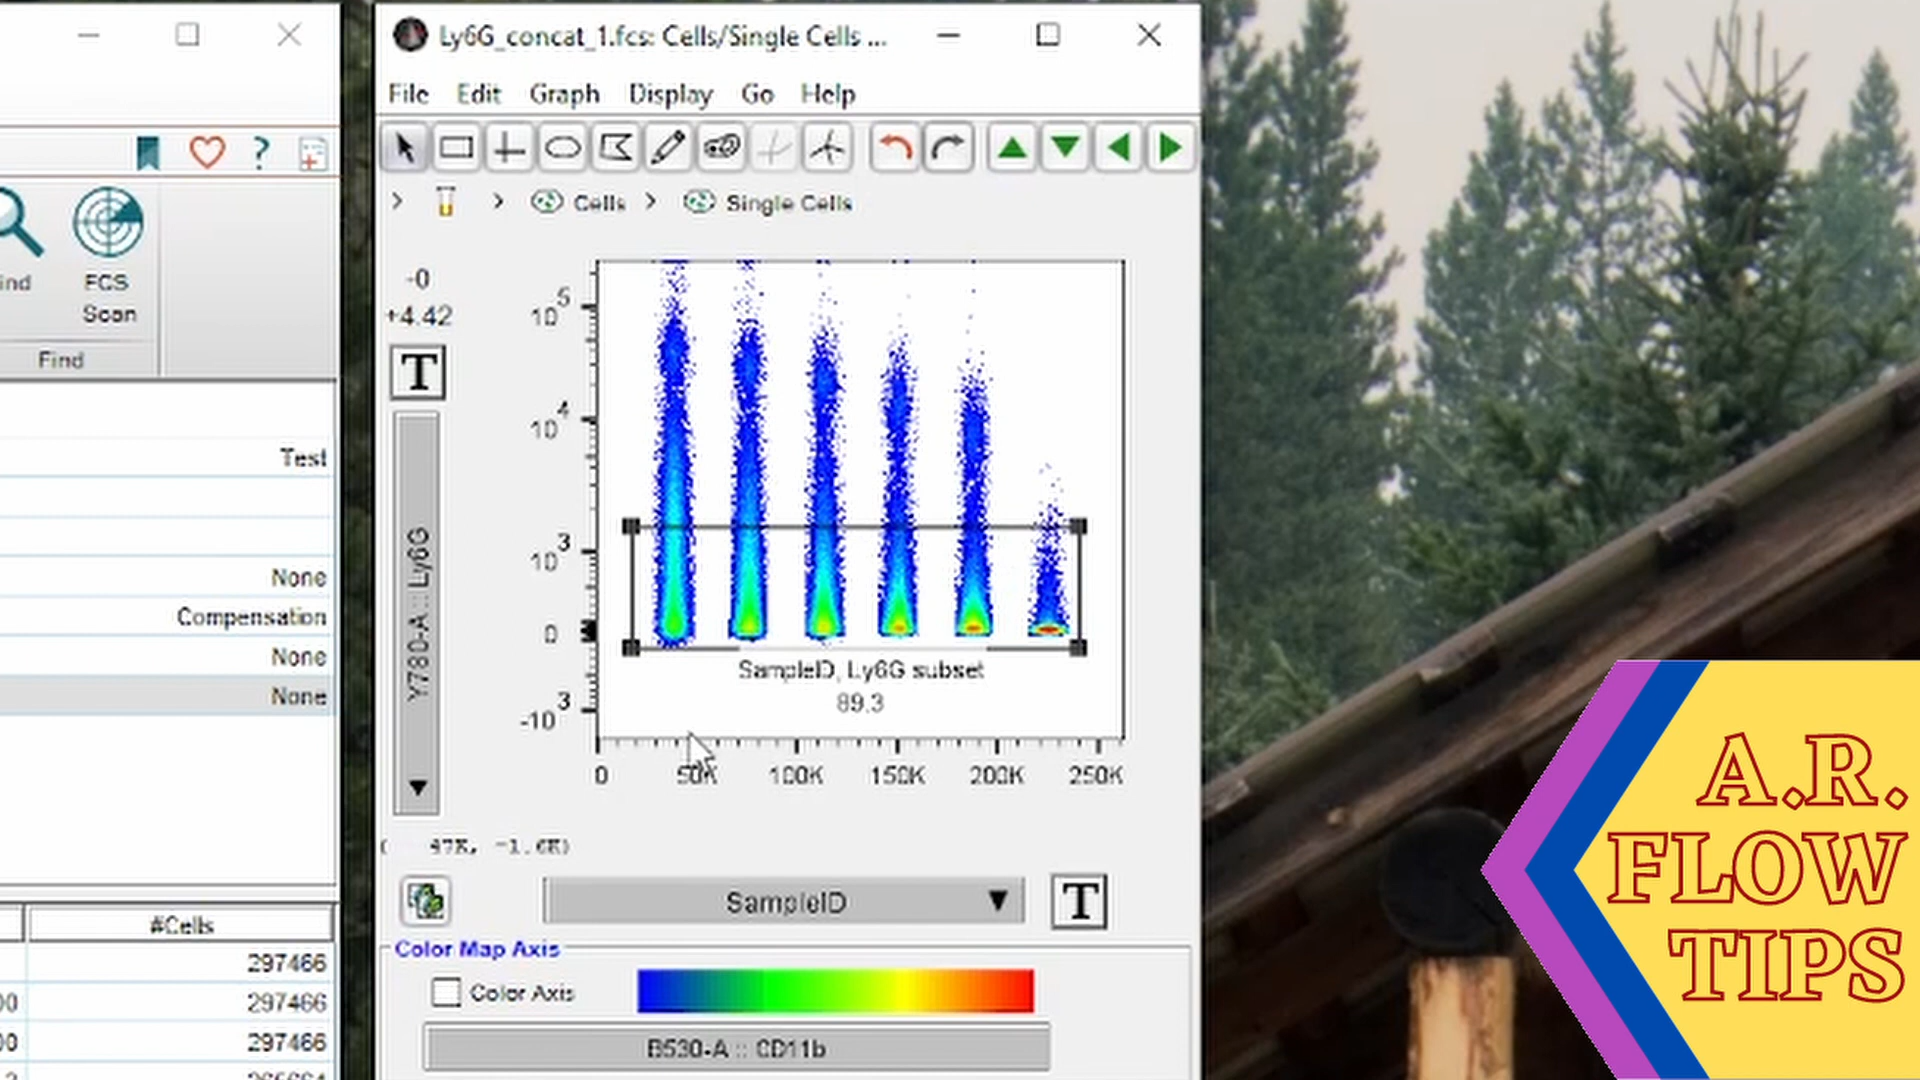 Ly6G_concat_1.fcs: Cells/Single Cells ...
File Edit Graph Display Go Help
Cells Single Cells
FCS
Scan
Find
Test
None
Compensation
None
None
#Cells
297466
297466
297466
-0
+4.42
T
Y780-A :: Ly6G
10 5
10 4
10 3
0
-10 3
SampleID, Ly6G subset
89.3
0 50K 100K 150K 200K 250K
SampleID
T
Color Map Axis
Color Axis
B530-A :: CD11b
A.R.
FLOW
TIPS